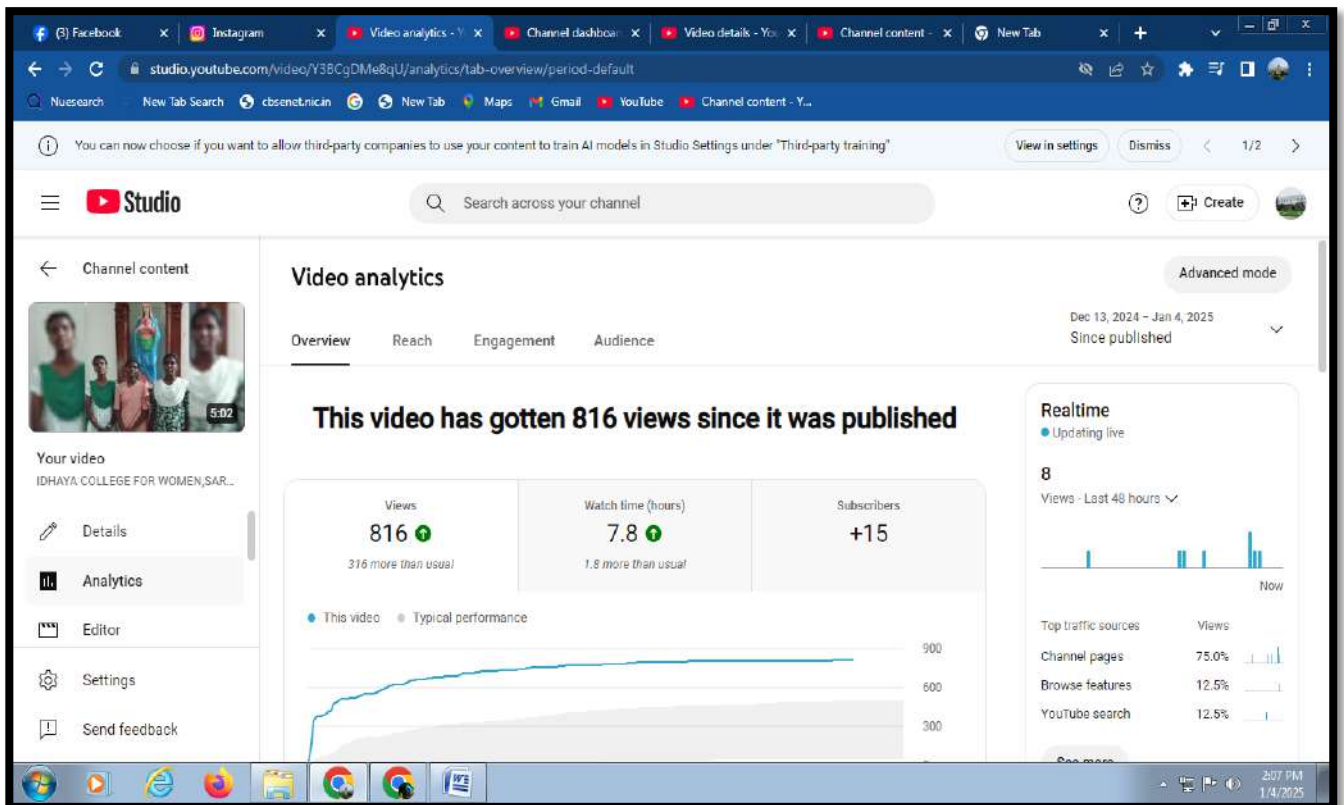 (3) Facebook
Instagram
Video analytics - Y
Channel dashboar
Video details - You
Channel content -
New Tab
studio.youtube.com/video/Y3BCgDMe8qU/analytics/tab-overview/period-default
Nuesearch
New Tab Search
cbsenet.nic.in
New Tab
Maps
Gmail
YouTube
Channel content - Y...
You can now choose if you want to allow third-party companies to use your content to train AI models in Studio Settings under "Third-party training"
View in settings
Dismiss
1/2
Studio
Search across your channel
Create
Channel content
Video analytics
Advanced mode
Dec 13, 2024 – Jan 4, 2025
Since published
Overview
Reach
Engagement
Audience
5:02
This video has gotten 816 views since it was published
Your video
IDHAYA COLLEGE FOR WOMEN,SAR...
Details
Analytics
Editor
Settings
Send feedback
Views
816
316 more than usual
Watch time (hours)
7.8
1.8 more than usual
Subscribers
+15
This video
Typical performance
900
600
300
Realtime
Updating live
8
Views · Last 48 hours
Now
Top traffic sources
Views
Channel pages
75.0%
Browse features
12.5%
YouTube search
12.5%
See more
2:07 PM
1/4/2025